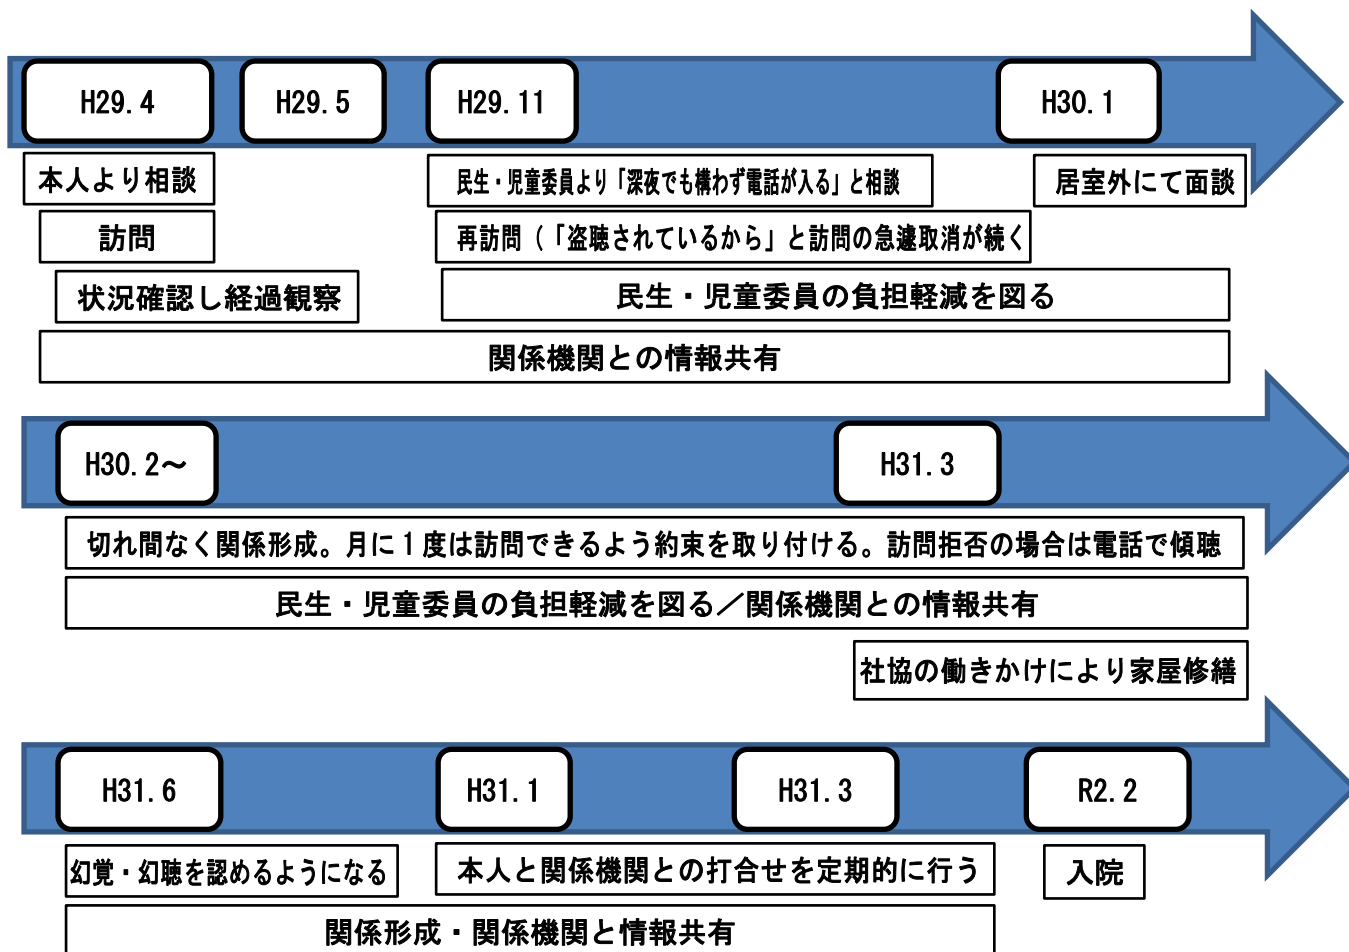 H29.4
H29.5
H29.11
H30.1
本人より相談
民生・児童委員より「深夜でも構わず電話が入る」と相談
居室外にて面談
訪問
再訪問（「盗聴されているから」と訪問の急遽取消が続く
状況確認し経過観察
民生・児童委員の負担軽減を図る
関係機関との情報共有
H30.2～
H31.3
切れ間なく関係形成。月に１度は訪問できるよう約束を取り付ける。訪問拒否の場合は電話で傾聴
民生・児童委員の負担軽減を図る／関係機関との情報共有
社協の働きかけにより家屋修繕
H31.6
H31.1
H31.3
R2.2
幻覚・幻聴を認めるようになる
本人と関係機関との打合せを定期的に行う
入院
関係形成・関係機関と情報共有